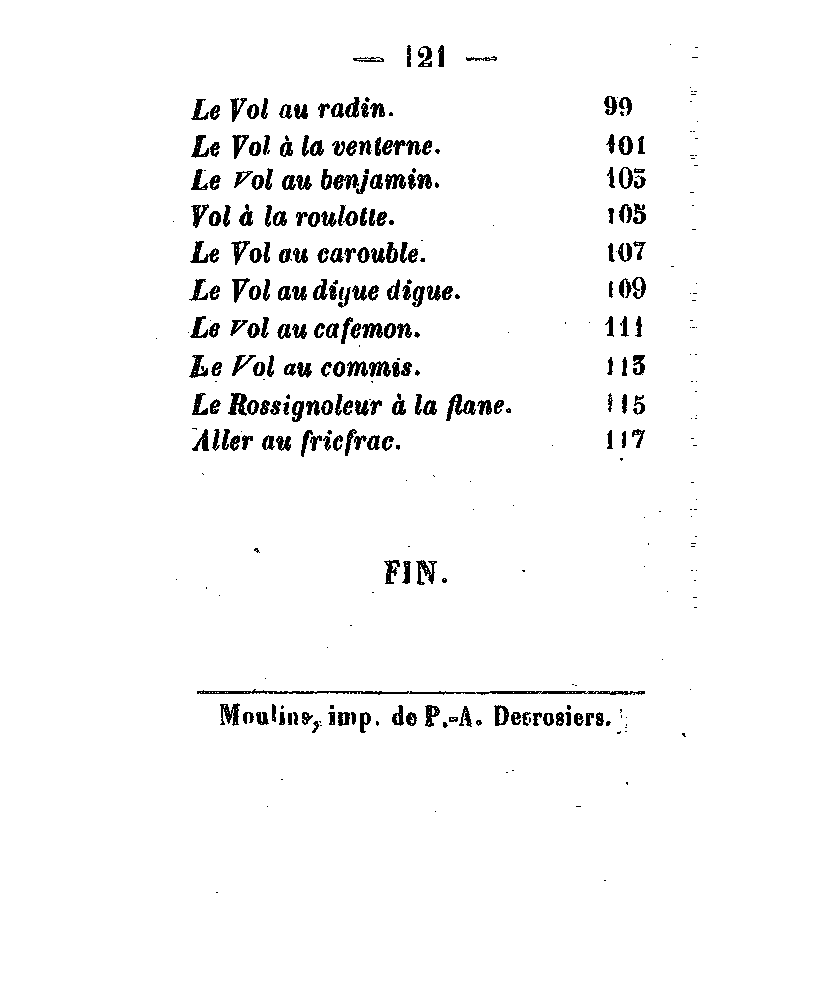 — 121 —
Le Vol au radin. 99
Le Vol à la venterne. 101
Le Vol au benjamin. 103
Vol à la roulotte. 105
Le Vol au carouble. 107
Le Vol au digue digue. 109
Le Vol au cafemon. 111
Le Vol au commis. 113
Le Rossignoleur à la flane. 115
Aller au fricfrac. 117
FIN.
Moulins, imp. de P.-A. Desrosiers.